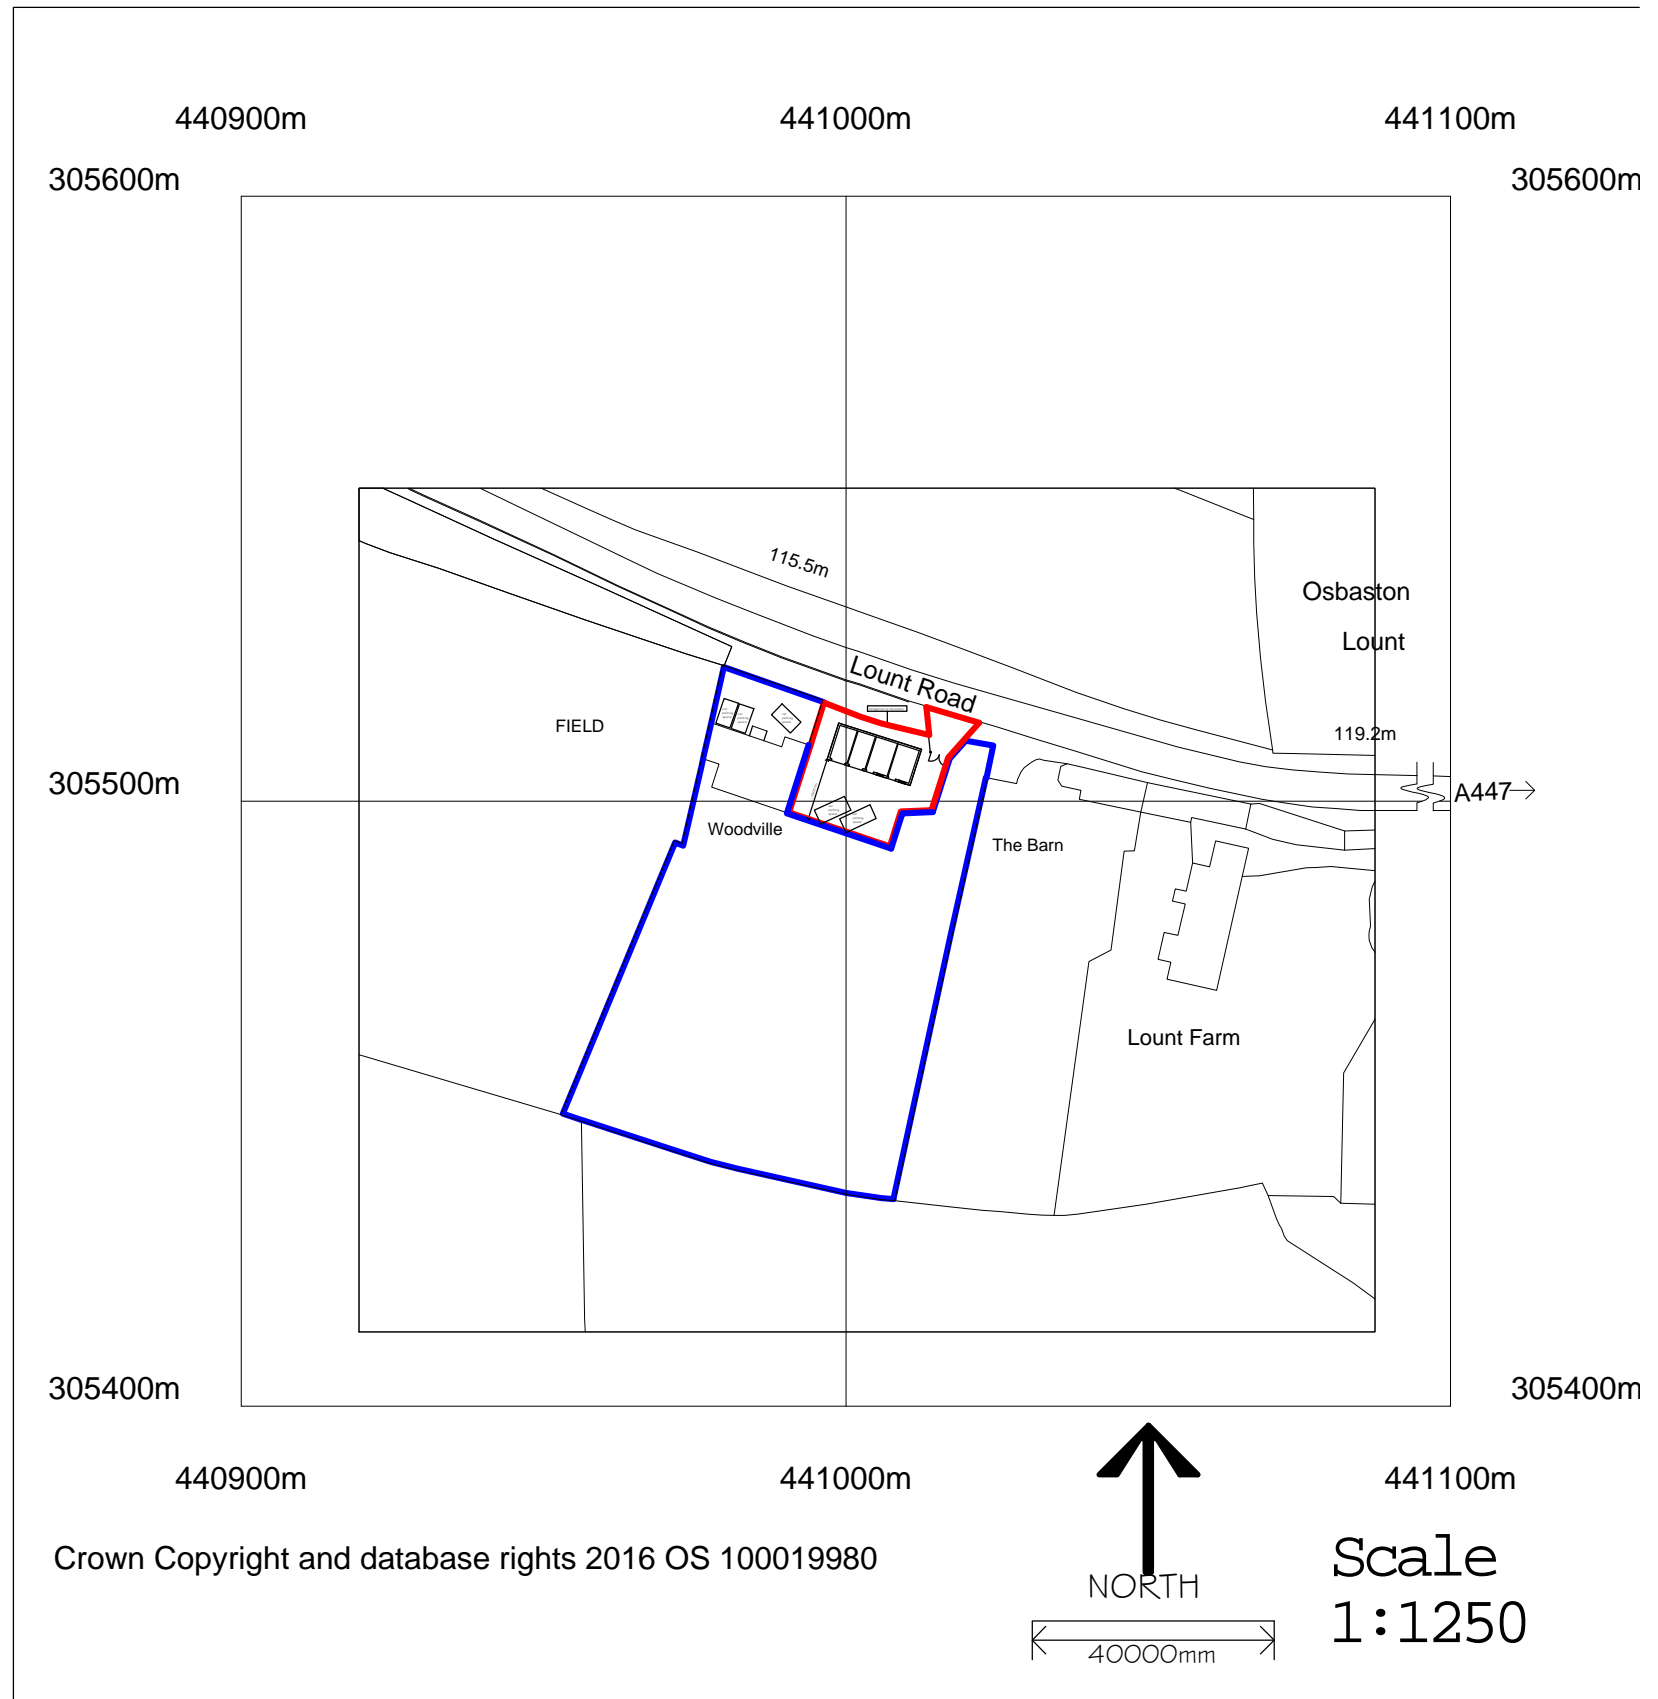 440900m 441000m 441100m
305600m 305600m
115.5m
Osbaston
Lount
Lount Road
FIELD
119.2m
305500m
A447
Woodville
The Barn
Lount Farm
305400m 305400m
440900m 441000m 441100m
Crown Copyright and database rights 2016 OS 100019980
NORTH
40000mm
Scale
1:1250